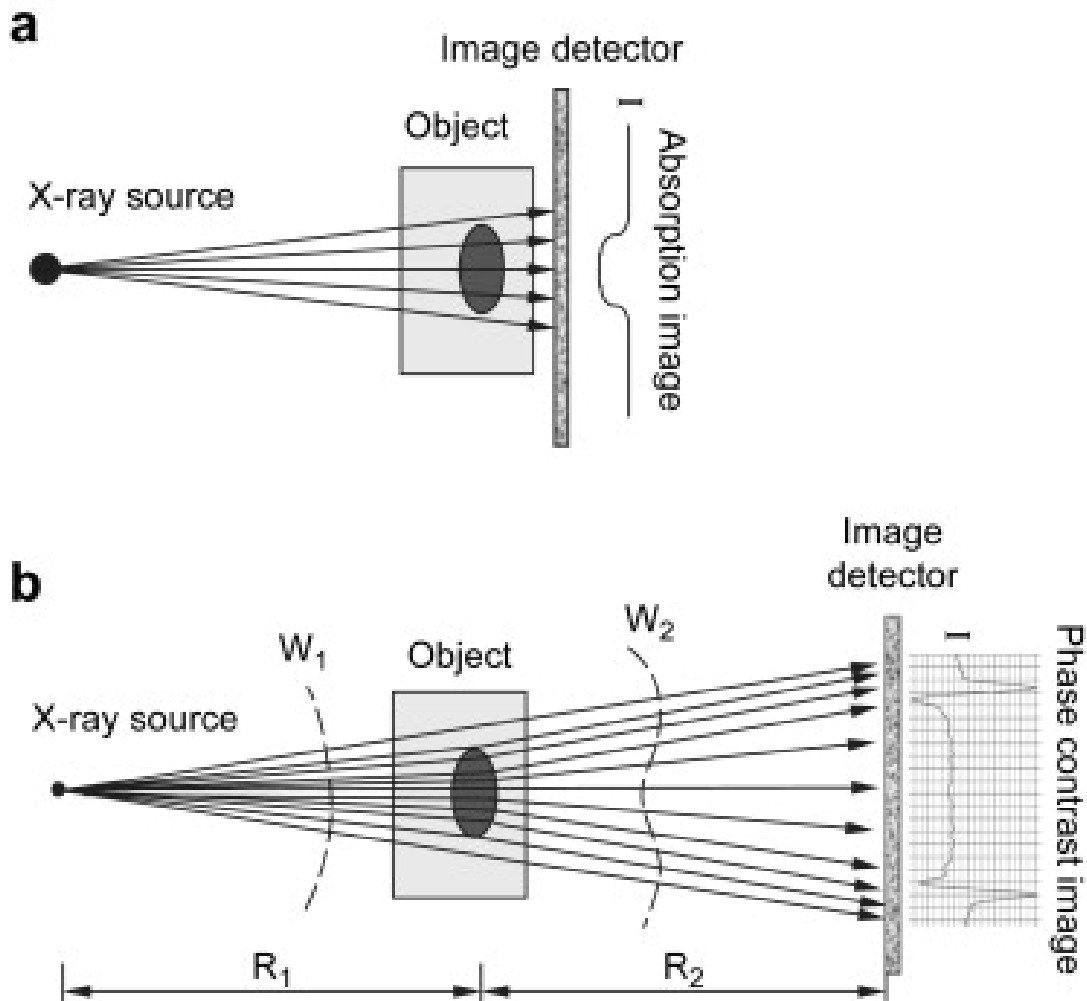 a
Image detector
Object
X-ray source
I
Absorption image
b
Image
detector
W₁
Object
W₂
X-ray source
I
Phase contrast image
R₁
R₂